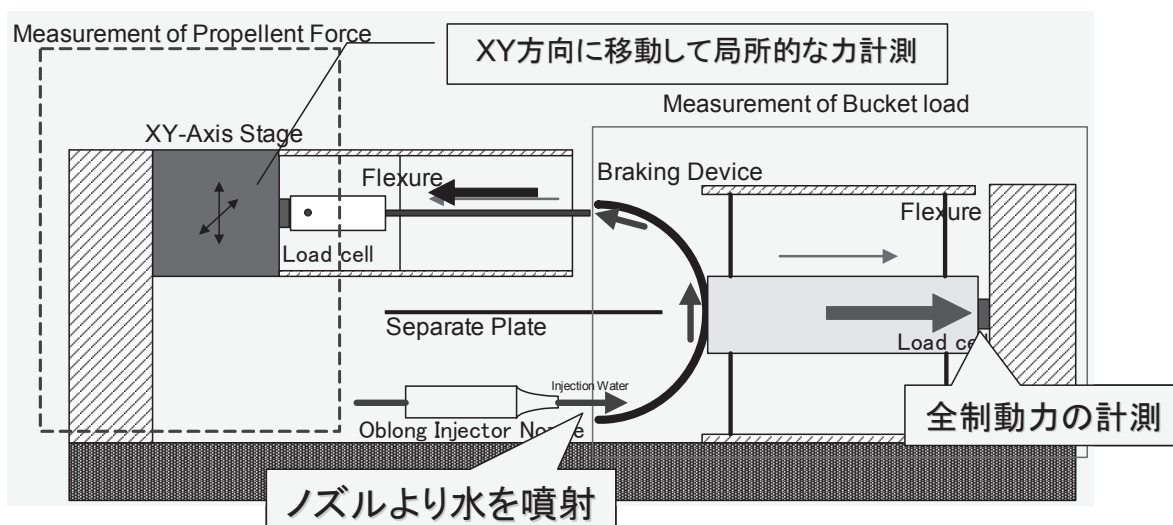 Measurement of Propellent Force
XY方向に移動して局所的な力計測
Measurement of Bucket load
XY-Axis Stage
Flexure
Braking Device
Flexure
Load cell
Separate Plate
Load cell
Injection Water
Oblong Injector Nozzle
全制動力の計測
ノズルより水を噴射